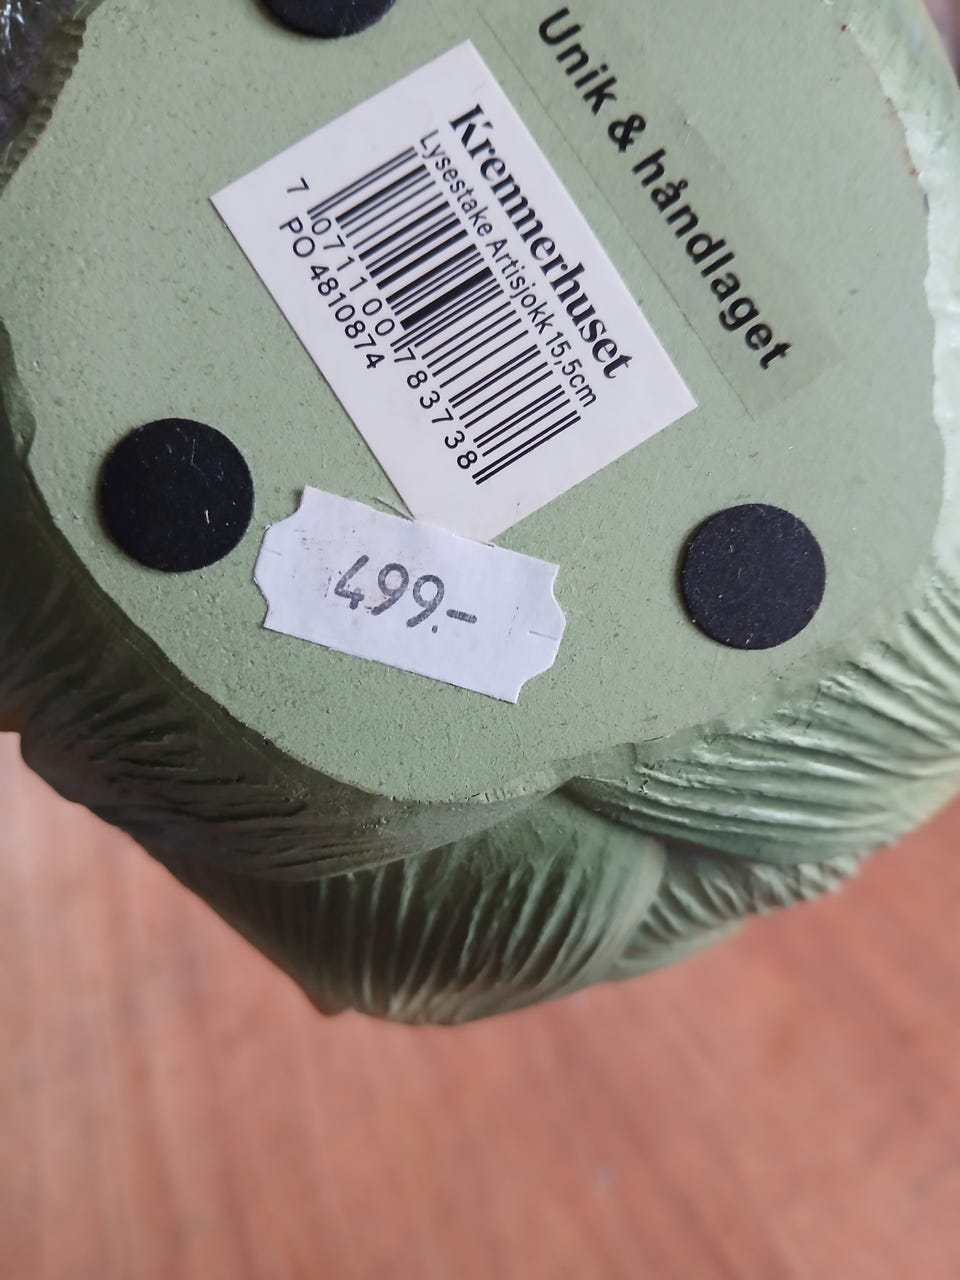 Unik & håndlaget
Kremmerhuset
Lysestake Artisjokk 15,5cm
7 071100 783738
PO 4810874
499.-